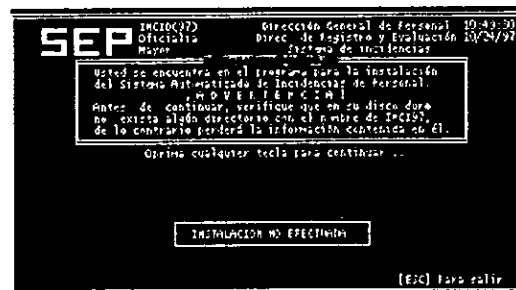 SEP
INCID(97) Dirección General de Personal 10:43:30
Oficialía Direc. de Registro y Evaluación 10/24/97
Mayor Sistema de incidencias
Usted se encuentra en el programa para la instalación
del Sistema Automatizado de Incidencias de Personal.
¡ A D V E R T E N C I A !
Antes de continuar, verifique que en su disco duro
no exista algún directorio con el nombre de INCI97,
de lo contrario perderá la información contenida en él.
Oprima cualquier tecla para continuar ..
INSTALACION NO EFECTUADA
[ESC] Para salir